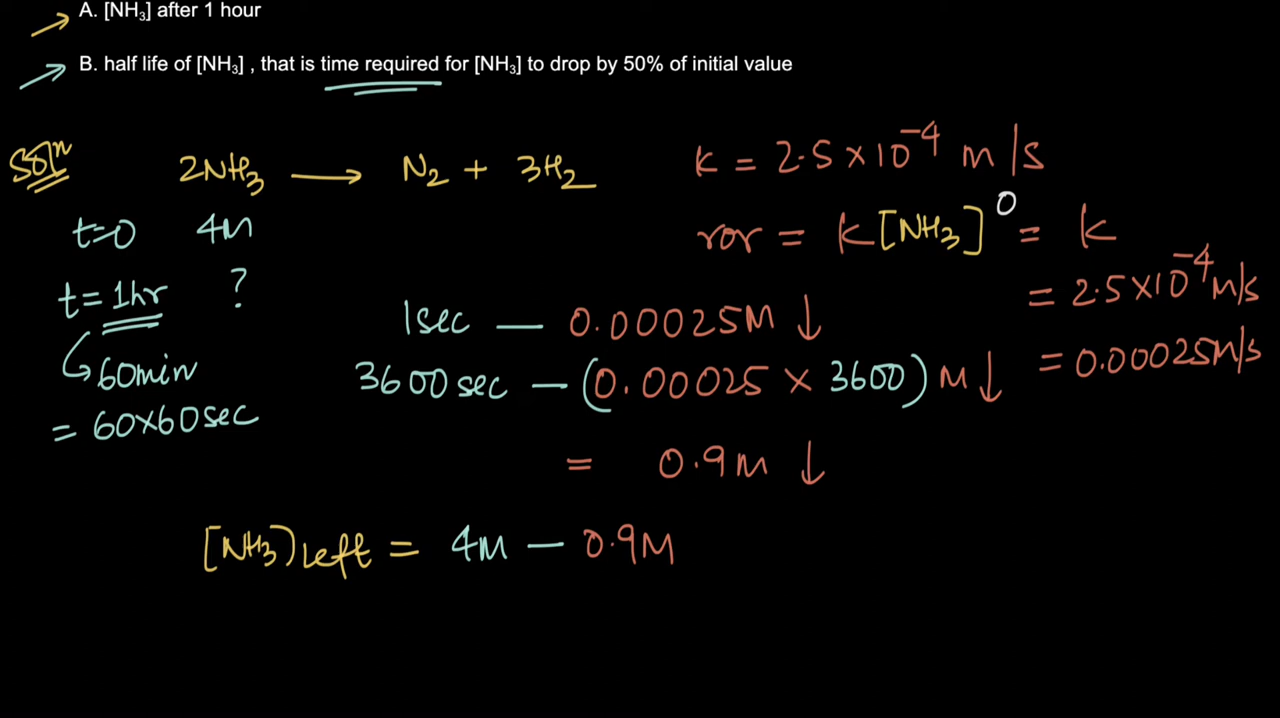 A. [NH₃] after 1 hour
B. half life of [NH₃] , that is time required for [NH₃] to drop by 50% of initial value
Solⁿ
2NH₃ ⟶ N₂ + 3H₂
t=0 4M
t= 1hr ?
↳ 60min
= 60×60sec
k = 2.5×10⁻⁴ m/s
ror = k[NH₃]⁰ = k
= 2.5×10⁻⁴ m/s
= 0.00025M/s
1sec — 0.00025M ↓
3600sec — (0.00025 × 3600) M ↓
= 0.9M ↓
[NH₃]left = 4M — 0.9M